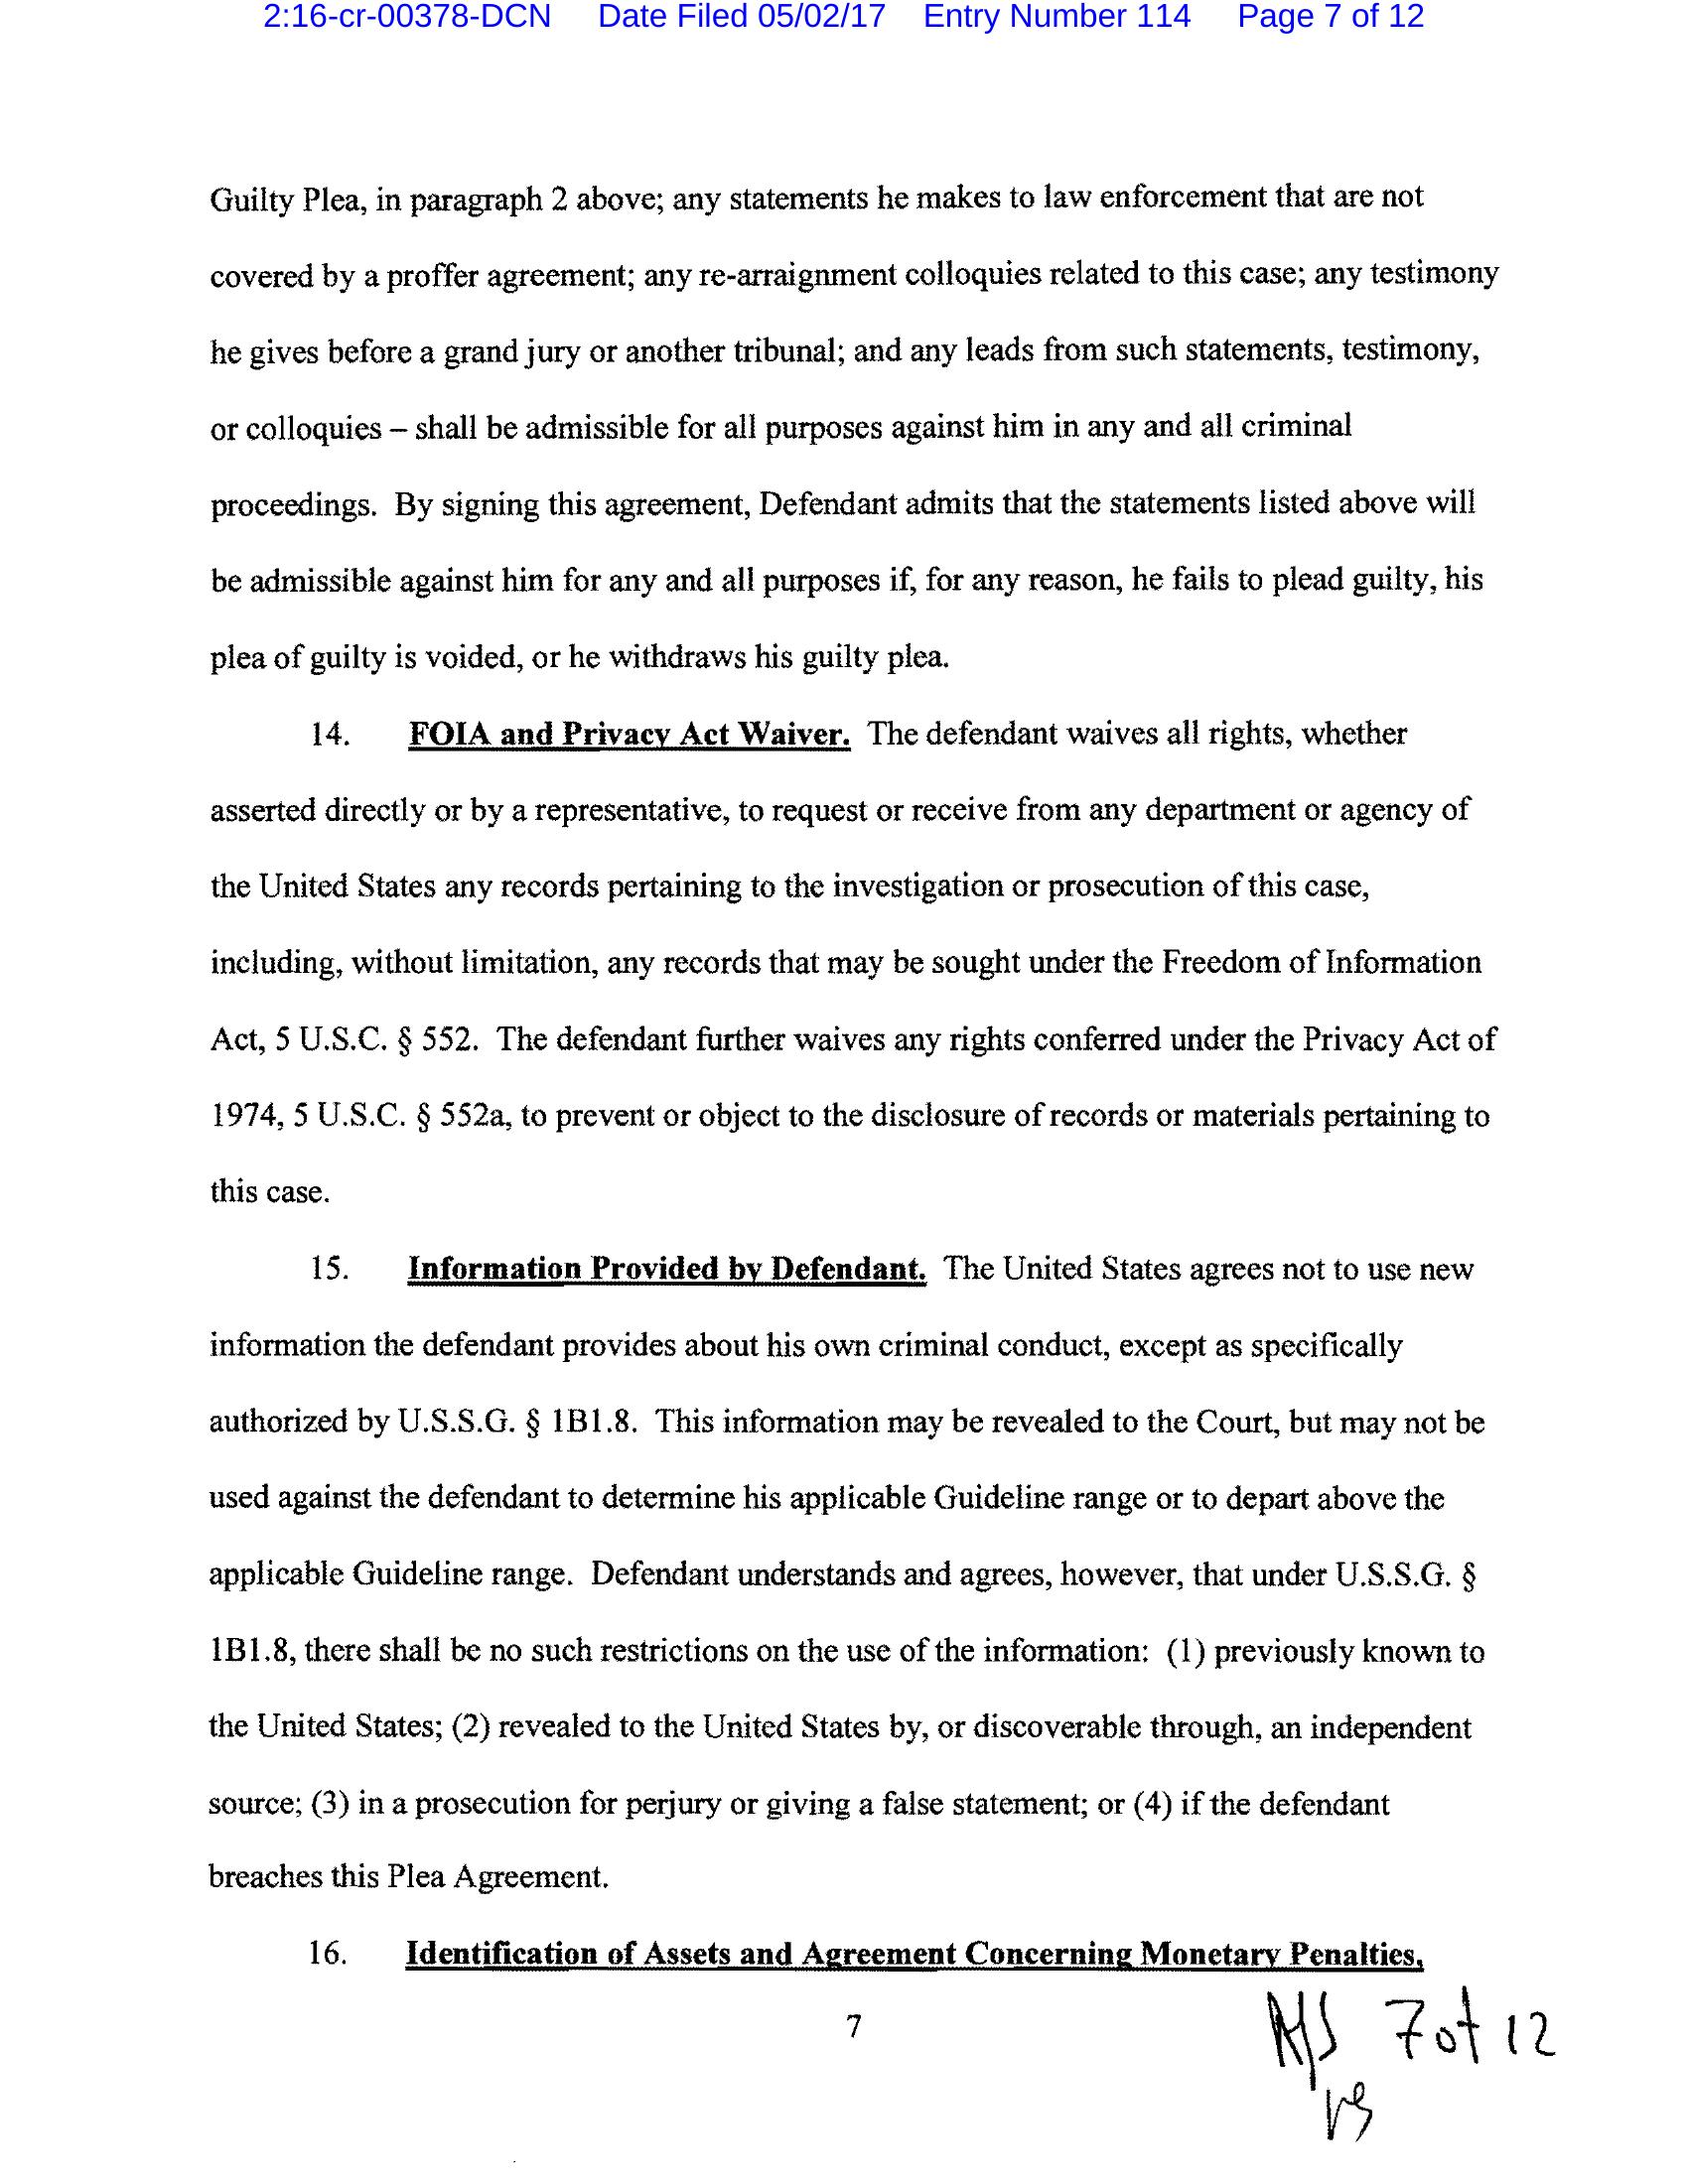 2:16-cr-00378-DCN Date Filed 05/02/17 Entry Number 114 Page 7 of 12
Guilty Plea, in paragraph 2 above; any statements he makes to law enforcement that are not
covered by a proffer agreement; any re-arraignment colloquies related to this case; any testimony
he gives before a grand jury or another tribunal; and any leads from such statements, testimony,
or colloquies – shall be admissible for all purposes against him in any and all criminal
proceedings. By signing this agreement, Defendant admits that the statements listed above will
be admissible against him for any and all purposes if, for any reason, he fails to plead guilty, his
plea of guilty is voided, or he withdraws his guilty plea.
14. FOIA and Privacy Act Waiver. The defendant waives all rights, whether
asserted directly or by a representative, to request or receive from any department or agency of
the United States any records pertaining to the investigation or prosecution of this case,
including, without limitation, any records that may be sought under the Freedom of Information
Act, 5 U.S.C. § 552. The defendant further waives any rights conferred under the Privacy Act of
1974, 5 U.S.C. § 552a, to prevent or object to the disclosure of records or materials pertaining to
this case.
15. Information Provided by Defendant. The United States agrees not to use new
information the defendant provides about his own criminal conduct, except as specifically
authorized by U.S.S.G. § 1B1.8. This information may be revealed to the Court, but may not be
used against the defendant to determine his applicable Guideline range or to depart above the
applicable Guideline range. Defendant understands and agrees, however, that under U.S.S.G. §
1B1.8, there shall be no such restrictions on the use of the information: (1) previously known to
the United States; (2) revealed to the United States by, or discoverable through, an independent
source; (3) in a prosecution for perjury or giving a false statement; or (4) if the defendant
breaches this Plea Agreement.
16. Identification of Assets and Agreement Concerning Monetary Penalties.
7
7 of 12